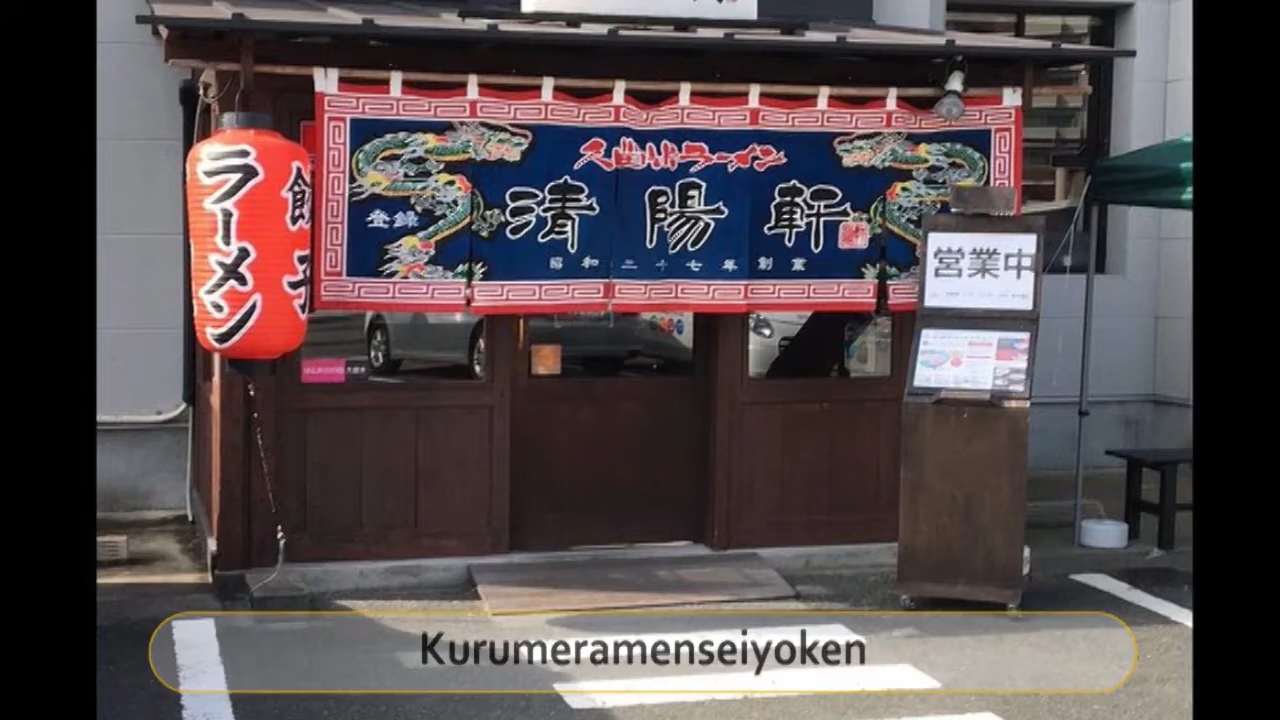 久留米ラーメン
清陽軒
登録
昭和二十七年創業
ラーメン
餃子
営業中
Kurumeramenseiyoken